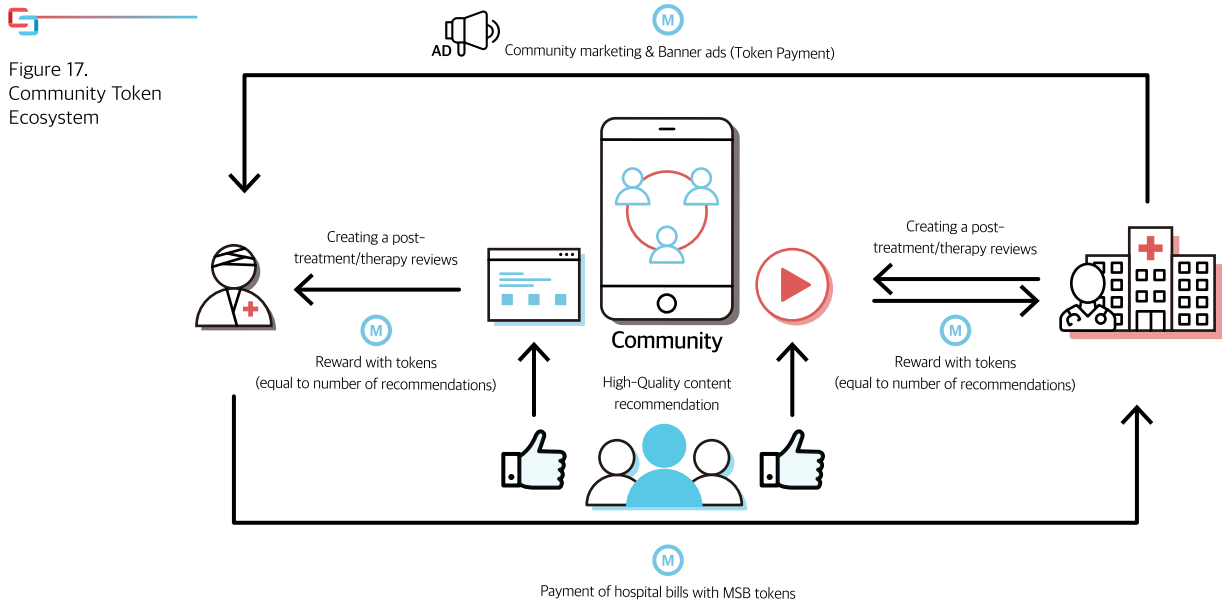 Figure 17.
Community Token
Ecosystem
M
AD
Community marketing & Banner ads (Token Payment)
Creating a post-
treatment/therapy reviews
M
Reward with tokens
(equal to number of recommendations)
Community
High-Quality content
recommendation
Creating a post-
treatment/therapy reviews
M
Reward with tokens
(equal to number of recommendations)
M
Payment of hospital bills with MSB tokens